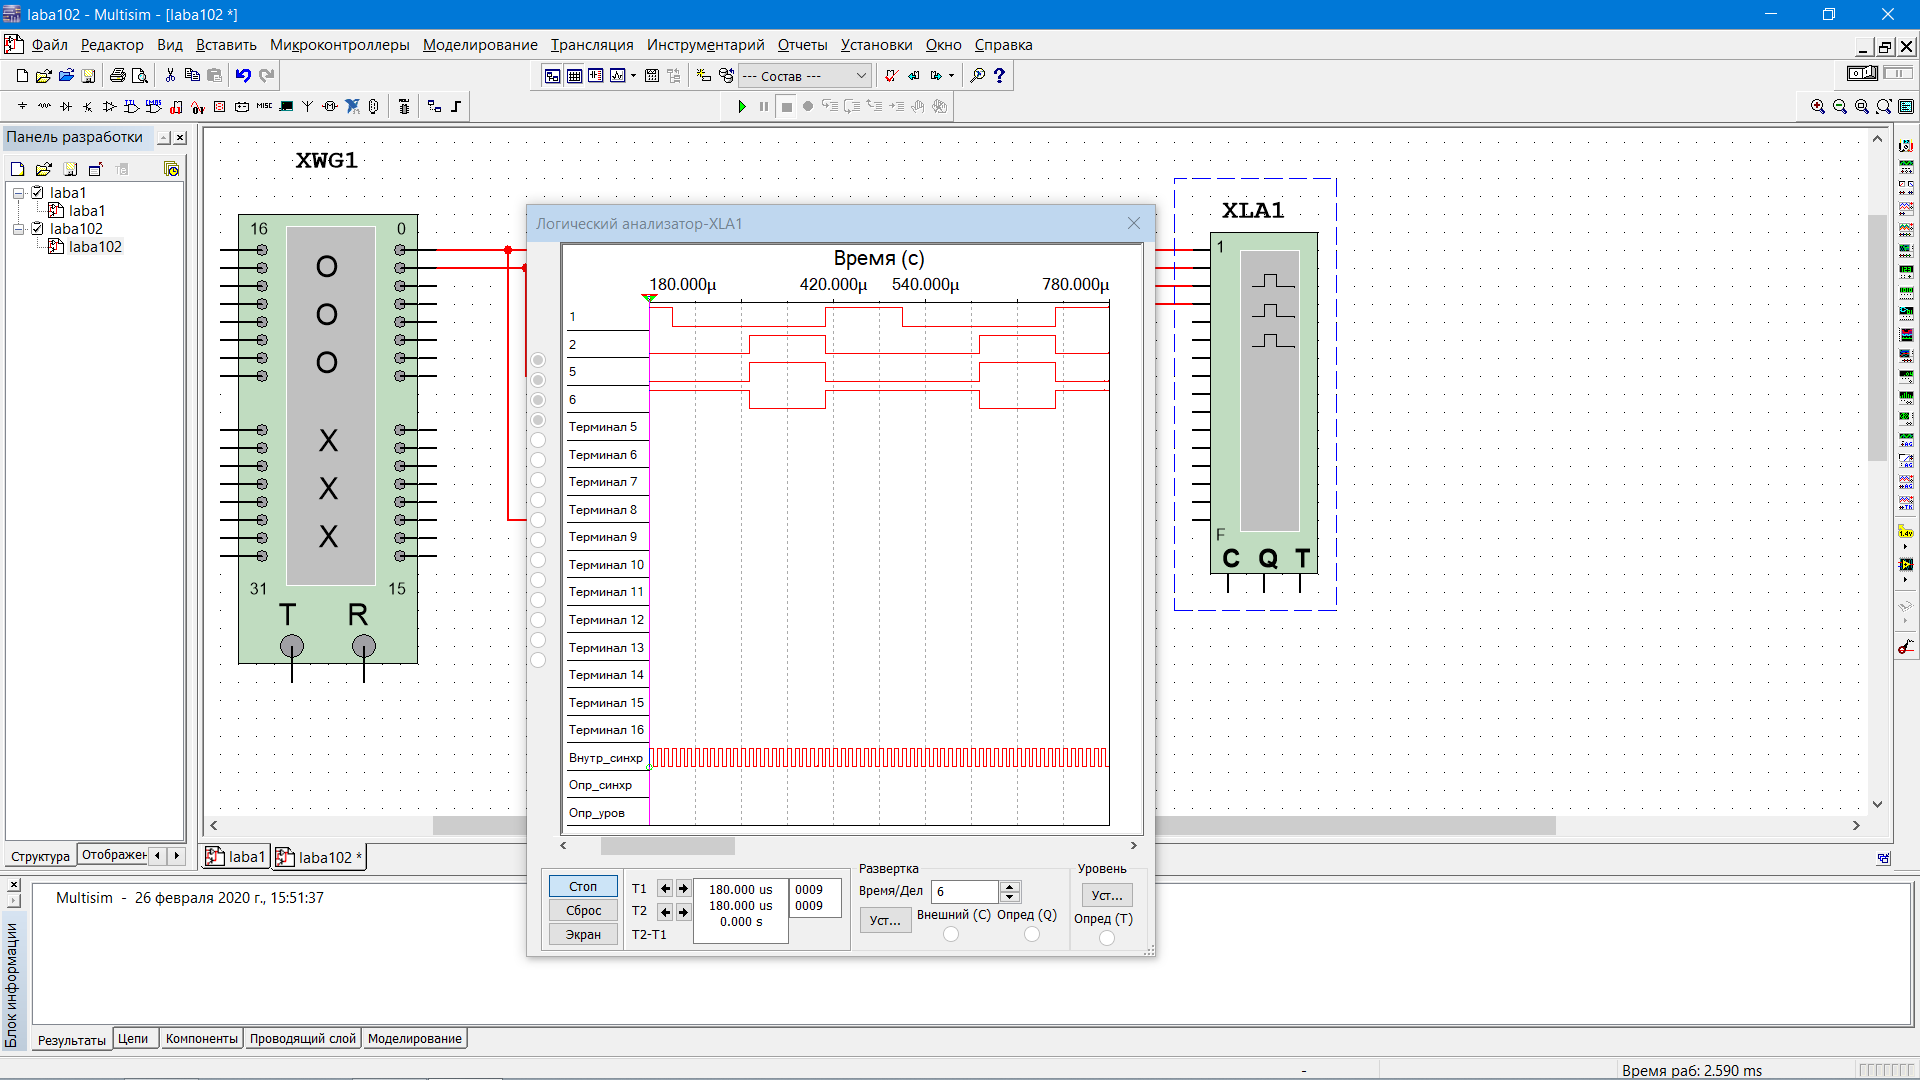 laba102 - Multisim - [laba102 *]
Файл Редактор Вид Вставить Микроконтроллеры Моделирование Трансляция Инструментарий Отчеты Установки Окно Справка
--- Состав ---
MISC
Панель разработки
laba1
laba1
laba102
laba102
Структура Отображен
XWG1
16 0
O
O
O
X
X
X
31 15
T R
Логический анализатор-XLA1
Время (с)
180.000µ 420.000µ 540.000µ 780.000µ
1
2
5
6
Терминал 5
Терминал 6
Терминал 7
Терминал 8
Терминал 9
Терминал 10
Терминал 11
Терминал 12
Терминал 13
Терминал 14
Терминал 15
Терминал 16
Внутр_синхр
Опр_синхр
Опр_уров
Стоп
Сброс
Экран
T1 180.000 us 0009
T2 180.000 us 0009
T2-T1 0.000 s
Развертка
Время/Дел 6
Уст... Внешний (C) Опред (Q)
Уровень
Уст...
Опред (T)
XLA1
1
F
C Q T
laba1 laba102 *
Multisim - 26 февраля 2020 г., 15:51:37
Блок информации
Результаты Цепи Компоненты Проводящий слой Моделирование
- Время раб: 2.590 ms